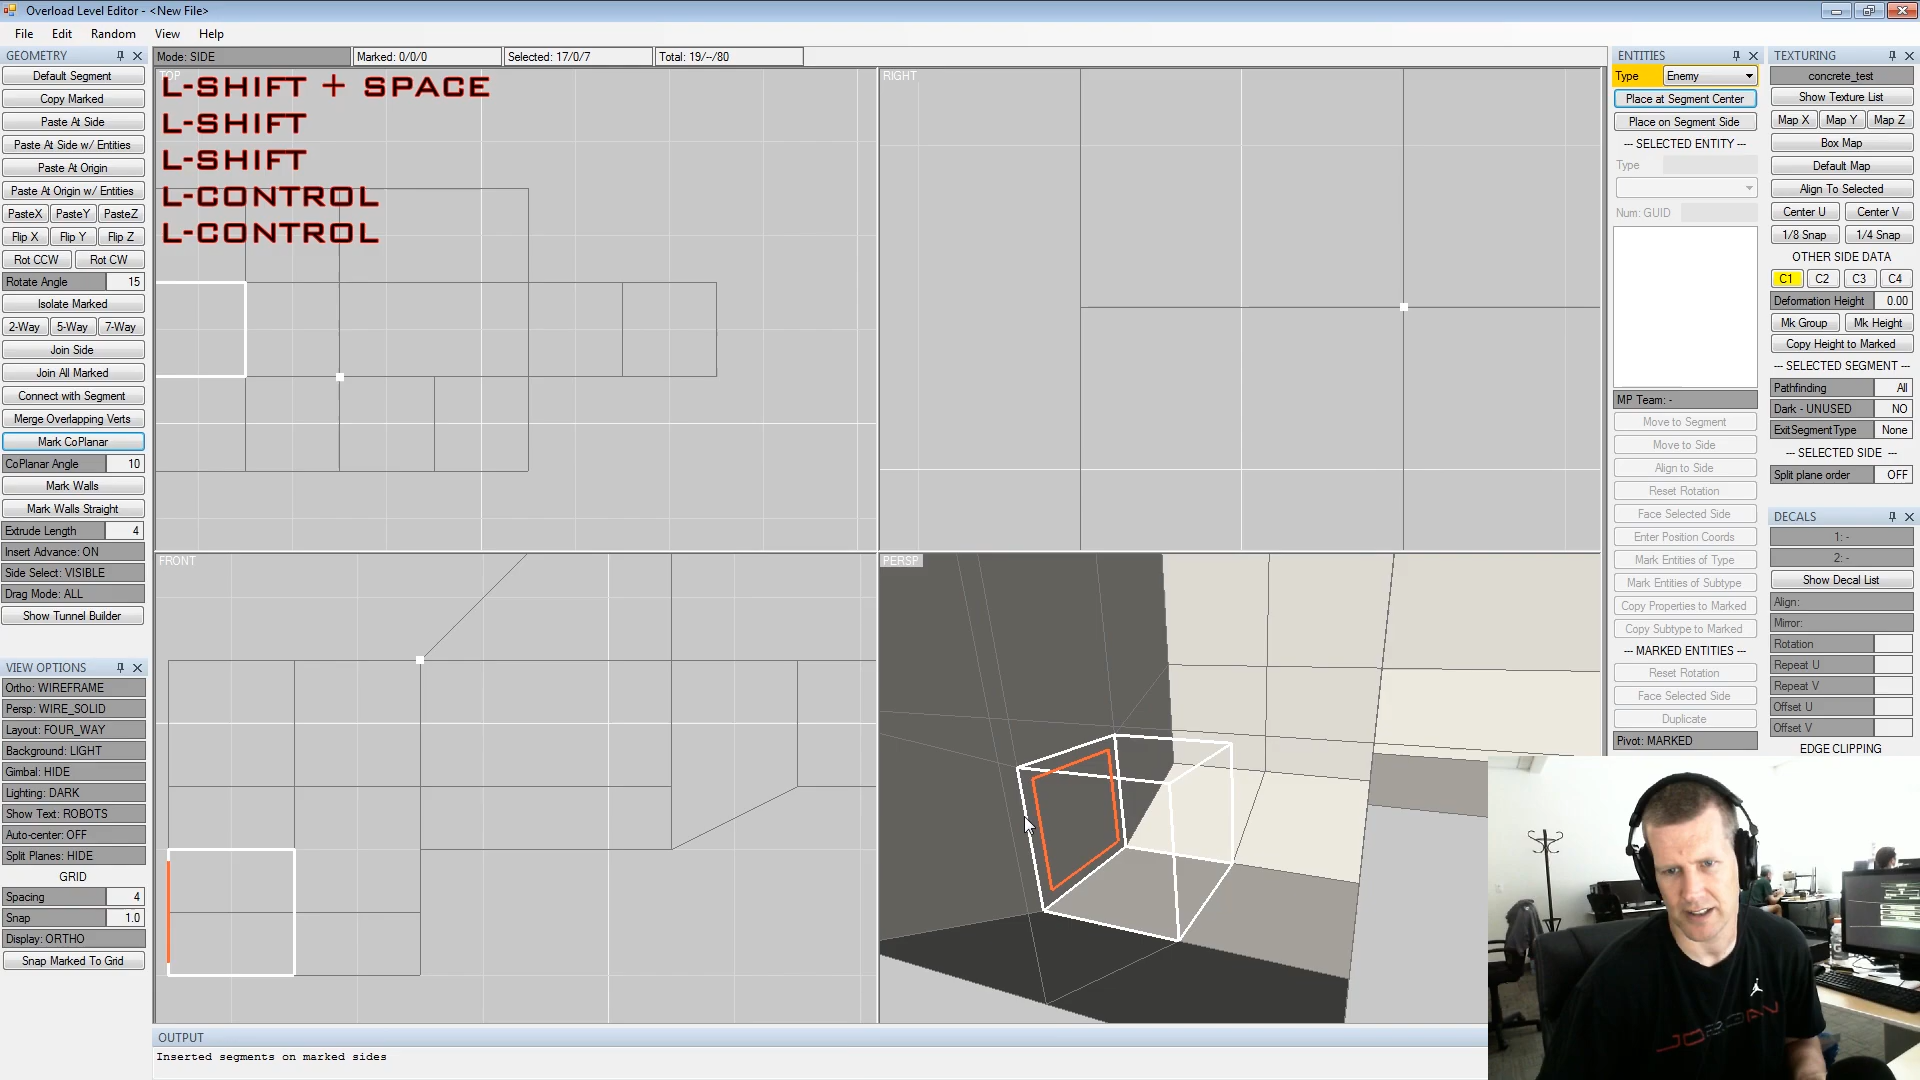 Overload Level Editor - <New File>
File Edit Random View Help
GEOMETRY
Default Segment
Copy Marked
Paste At Side
Paste At Side w/ Entities
Paste At Origin
Paste At Origin w/ Entities
PasteX PasteY PasteZ
Flip X Flip Y Flip Z
Rot CCW Rot CW
Rotate Angle 15
Isolate Marked
2-Way 5-Way 7-Way
Join Side
Join All Marked
Connect with Segment
Merge Overlapping Verts
Mark CoPlanar
CoPlanar Angle 10
Mark Walls
Mark Walls Straight
Extrude Length 4
Insert Advance: ON
Side Select: VISIBLE
Drag Mode: ALL
Show Tunnel Builder
VIEW OPTIONS
Ortho: WIREFRAME
Persp: WIRE_SOLID
Layout: FOUR_WAY
Background: LIGHT
Gimbal: HIDE
Lighting: DARK
Show Text: ROBOTS
Auto-center: OFF
Split Planes: HIDE
GRID
Spacing 4
Snap 1.0
Display: ORTHO
Snap Marked To Grid
Mode: SIDE Marked: 0/0/0 Selected: 17/0/7 Total: 19/--/80
TOP
L-SHIFT + SPACE
L-SHIFT
L-SHIFT
L-CONTROL
L-CONTROL
RIGHT
FRONT
PERSP
OUTPUT
Inserted segments on marked sides
ENTITIES
Type Enemy
Place at Segment Center
Place on Segment Side
--- SELECTED ENTITY ---
Type
Num: GUID
MP Team: -
Move to Segment
Move to Side
Align to Side
Reset Rotation
Face Selected Side
Enter Position Coords
Mark Entities of Type
Mark Entities of Subtype
Copy Properties to Marked
Copy Subtype to Marked
--- MARKED ENTITIES ---
Reset Rotation
Face Selected Side
Duplicate
Pivot: MARKED
TEXTURING
concrete_test
Show Texture List
Map X Map Y Map Z
Box Map
Default Map
Align To Selected
Center U Center V
1/8 Snap 1/4 Snap
OTHER SIDE DATA
C1 C2 C3 C4
Deformation Height 0.00
Mk Group Mk Height
Copy Height to Marked
--- SELECTED SEGMENT ---
Pathfinding All
Dark - UNUSED NO
ExitSegmentType None
--- SELECTED SIDE ---
Split plane order OFF
DECALS
1: -
2: -
Show Decal List
Align:
Mirror:
Rotation
Repeat U
Repeat V
Offset U
Offset V
EDGE CLIPPING
JORDAN